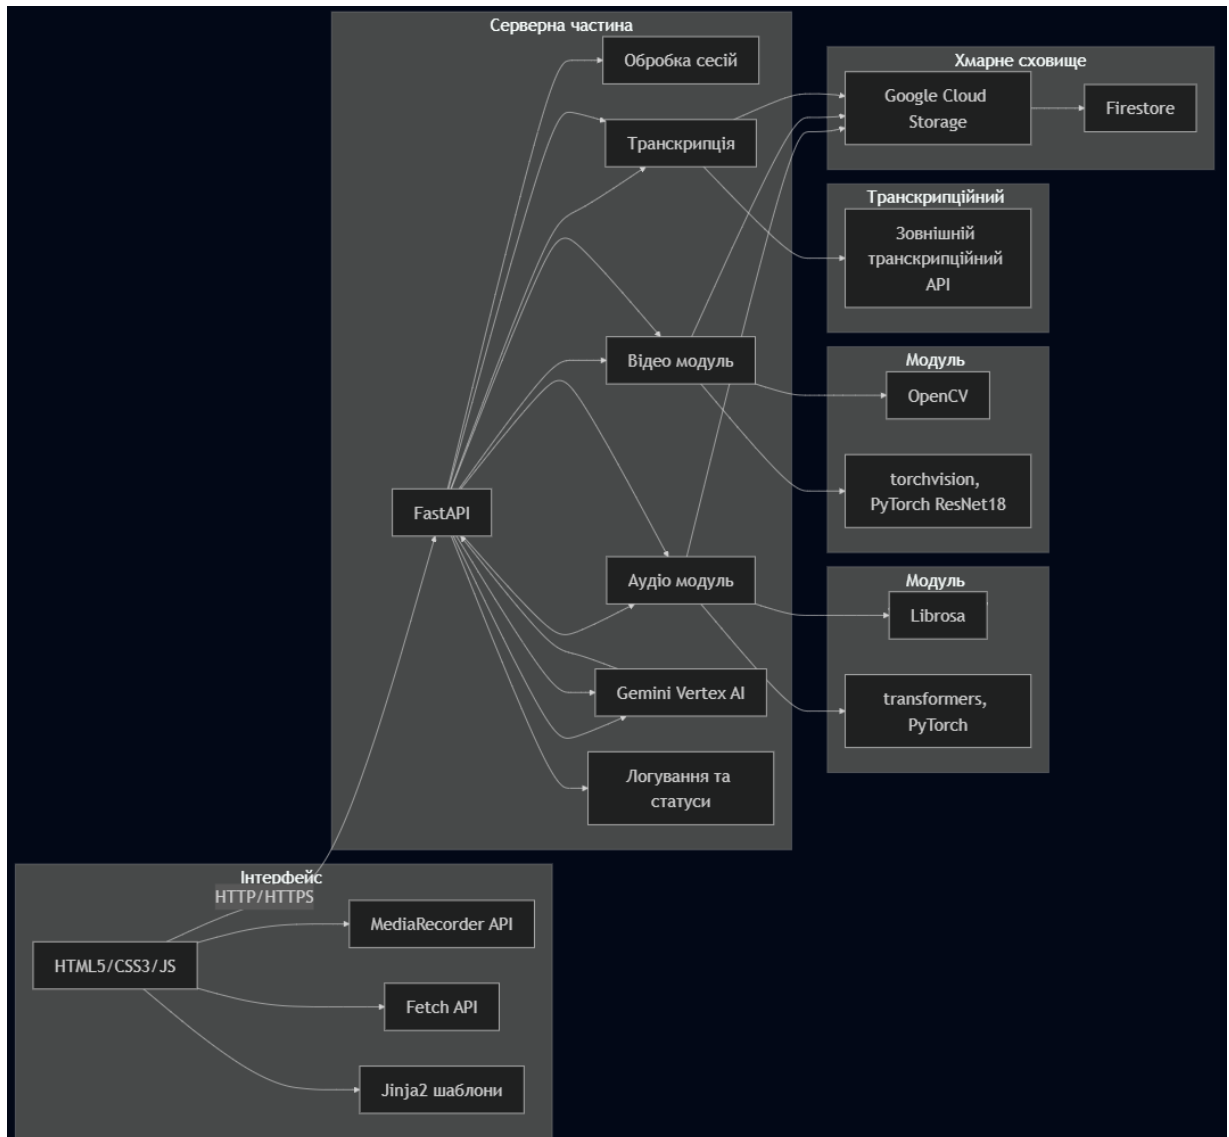 Серверна частина
Обробка сесій
Транскрипція
Відео модуль
FastAPI
Аудіо модуль
Gemini Vertex AI
Логування та
статуси
Хмарне сховище
Google Cloud
Storage
Firestore
Транскрипційний
Зовнішній
транскрипційний
API
Модуль
OpenCV
torchvision,
PyTorch ResNet18
Модуль
Librosa
transformers,
PyTorch
Інтерфейс
HTTP/HTTPS
HTML5/CSS3/JS
MediaRecorder API
Fetch API
Jinja2 шаблони